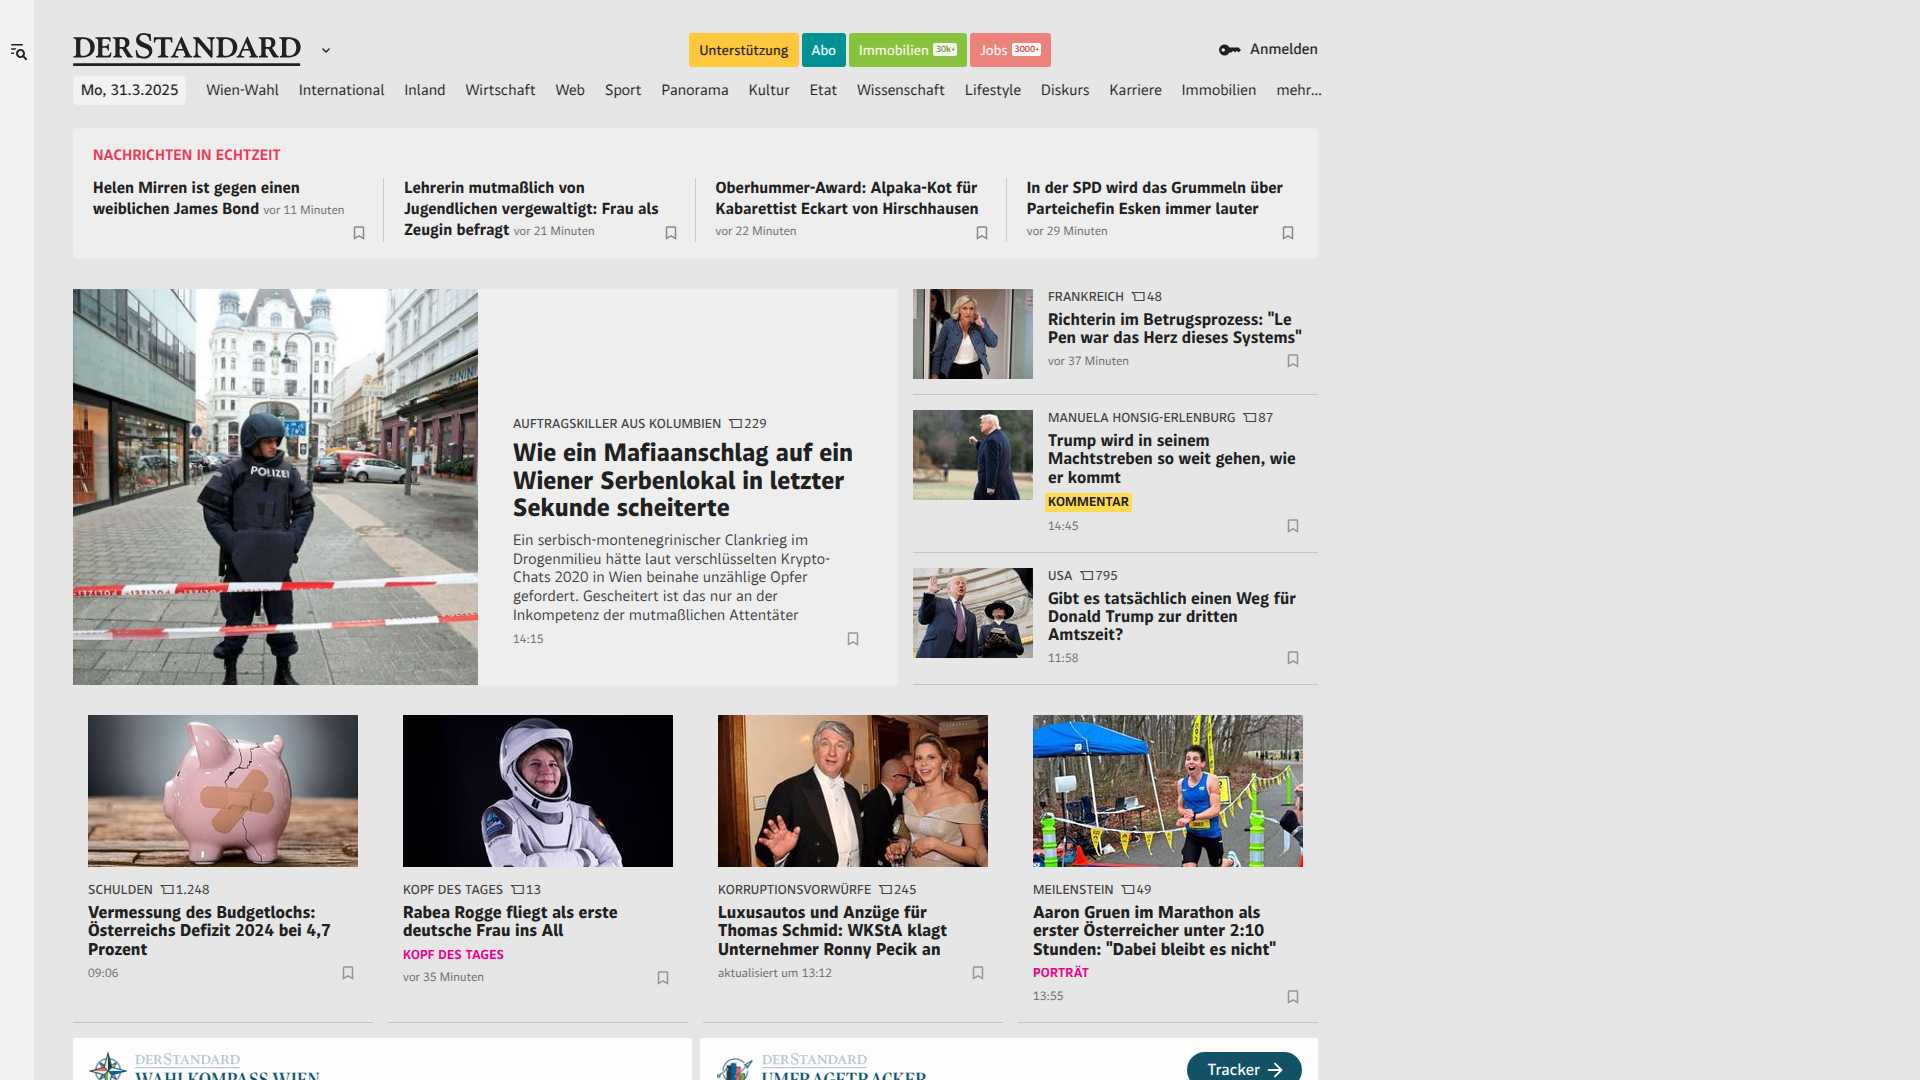 DERSTANDARD
Unterstützung
Abo
Immobilien 30k+
Jobs 3000+
Anmelden
Mo, 31.3.2025
Wien-Wahl
International
Inland
Wirtschaft
Web
Sport
Panorama
Kultur
Etat
Wissenschaft
Lifestyle
Diskurs
Karriere
Immobilien
mehr...
NACHRICHTEN IN ECHTZEIT
Helen Mirren ist gegen einen
weiblichen James Bond vor 11 Minuten
Lehrerin mutmaßlich von
Jugendlichen vergewaltigt: Frau als
Zeugin befragt vor 21 Minuten
Oberhummer-Award: Alpaka-Kot für
Kabarettist Eckart von Hirschhausen
vor 22 Minuten
In der SPD wird das Grummeln über
Parteichefin Esken immer lauter
vor 29 Minuten
POLIZEI
AUFTRAGSKILLER AUS KOLUMBIEN 229
Wie ein Mafiaanschlag auf ein
Wiener Serbenlokal in letzter
Sekunde scheiterte
Ein serbisch-montenegrinischer Clankrieg im
Drogenmilieu hätte laut verschlüsselten Krypto-
Chats 2020 in Wien beinahe unzählige Opfer
gefordert. Gescheitert ist das nur an der
Inkompetenz der mutmaßlichen Attentäter
14:15
FRANKREICH 48
Richterin im Betrugsprozess: "Le
Pen war das Herz dieses Systems"
vor 37 Minuten
MANUELA HONSIG-ERLENBURG 87
Trump wird in seinem
Machtstreben so weit gehen, wie
er kommt
KOMMENTAR
14:45
USA 795
Gibt es tatsächlich einen Weg für
Donald Trump zur dritten
Amtszeit?
11:58
SCHULDEN 1.248
Vermessung des Budgetlochs:
Österreichs Defizit 2024 bei 4,7
Prozent
09:06
KOPF DES TAGES 13
Rabea Rogge fliegt als erste
deutsche Frau ins All
KOPF DES TAGES
vor 35 Minuten
KORRUPTIONSVORWÜRFE 245
Luxusautos und Anzüge für
Thomas Schmid: WKStA klagt
Unternehmer Ronny Pecik an
aktualisiert um 13:12
MEILENSTEIN 49
Aaron Gruen im Marathon als
erster Österreicher unter 2:10
Stunden: "Dabei bleibt es nicht"
PORTRÄT
13:55
DERSTANDARD
WAHLKOMPASS WIEN
DERSTANDARD
UMFRAGETRACKER
Tracker